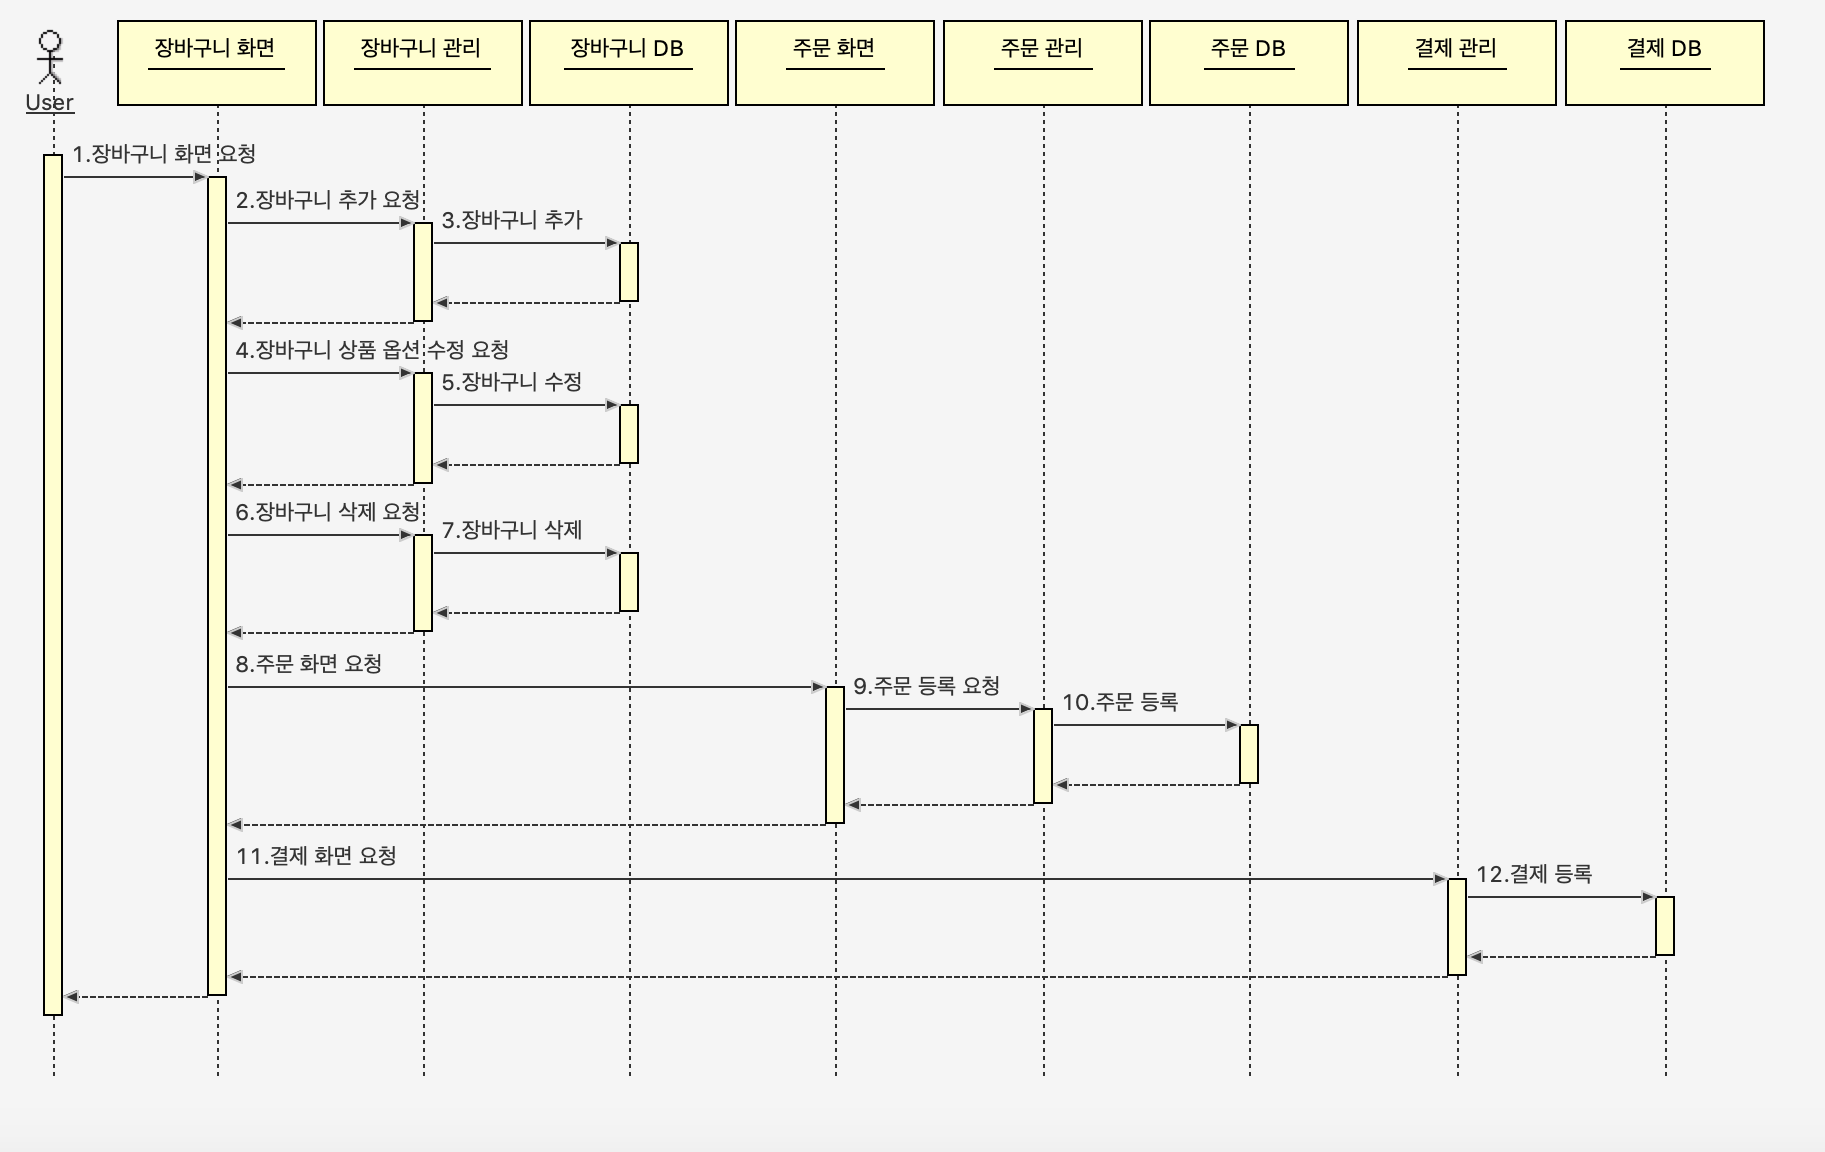 User
장바구니 화면
장바구니 관리
장바구니 DB
주문 화면
주문 관리
주문 DB
결제 관리
결제 DB
1.장바구니 화면 요청
2.장바구니 추가 요청
3.장바구니 추가
4.장바구니 상품 옵션 수정 요청
5.장바구니 수정
6.장바구니 삭제 요청
7.장바구니 삭제
8.주문 화면 요청
9.주문 등록 요청
10.주문 등록
11.결제 화면 요청
12.결제 등록